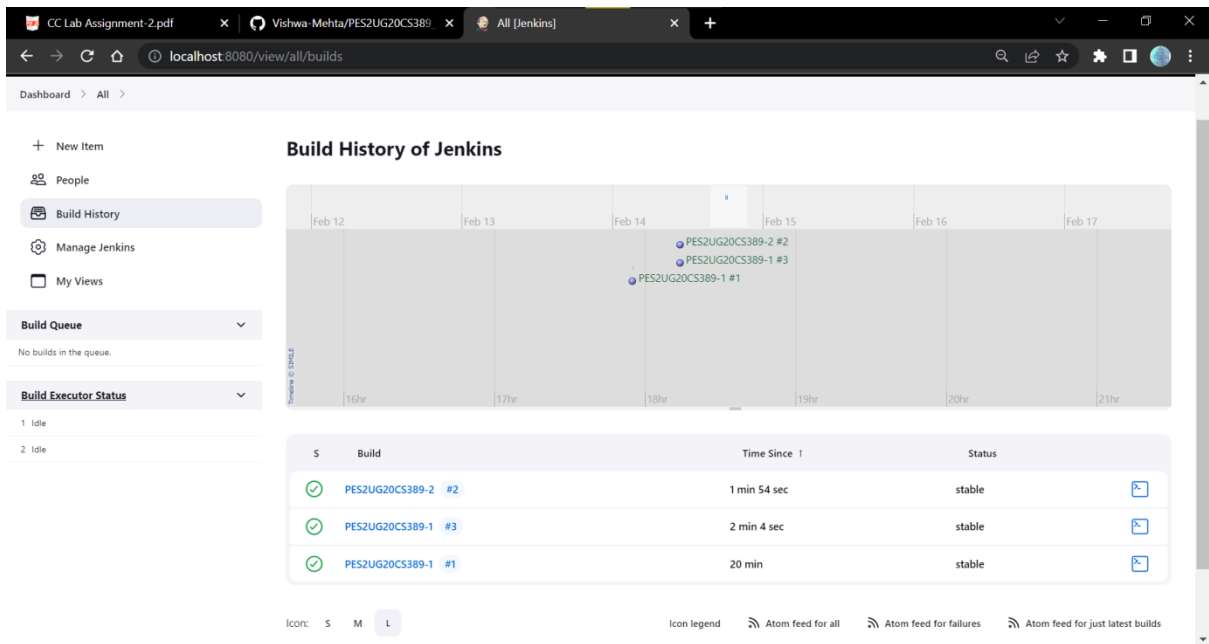 CC Lab Assignment-2.pdf
Vishwa-Mehta/PES2UG20CS389_
All [Jenkins]
localhost:8080/view/all/builds
Dashboard > All >
New Item
People
Build History
Manage Jenkins
My Views
Build Queue
No builds in the queue.
Build Executor Status
1 Idle
2 Idle
Build History of Jenkins
Feb 12 Feb 13 Feb 14 Feb 15 Feb 16 Feb 17
PES2UG20CS389-2 #2
PES2UG20CS389-1 #3
PES2UG20CS389-1 #1
Timeline © SIMILE
16hr 17hr 18hr 19hr 20hr 21hr
S Build Time Since ↑ Status
PES2UG20CS389-2 #2 1 min 54 sec stable
PES2UG20CS389-1 #3 2 min 4 sec stable
PES2UG20CS389-1 #1 20 min stable
Icon: S M L Icon legend Atom feed for all Atom feed for failures Atom feed for just latest builds